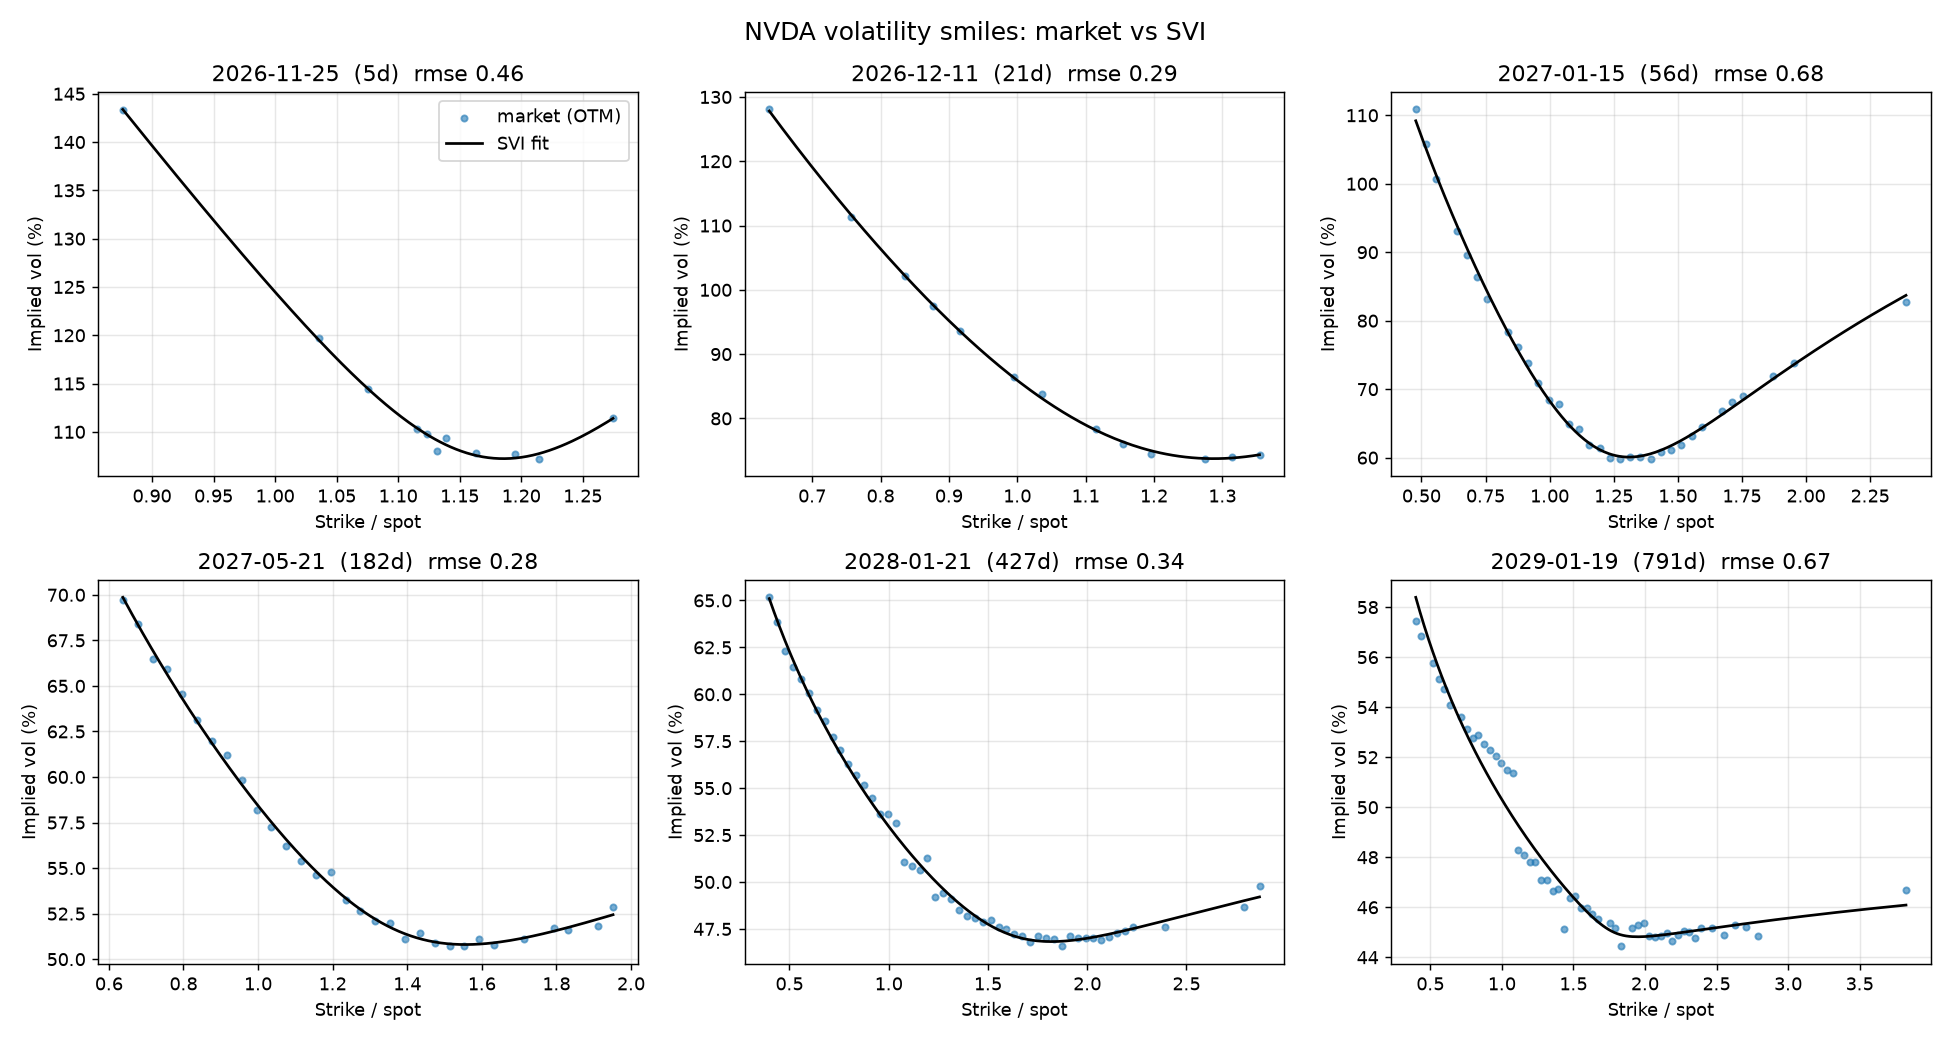 NVDA volatility smiles: market vs SVI
2026-11-25  (5d)  rmse 0.46
145
140
135
130
125
120
115
110
Implied vol (%)
market (OTM)
SVI fit
0.90 0.95 1.00 1.05 1.10 1.15 1.20 1.25
Strike / spot
2026-12-11  (21d)  rmse 0.29
130
120
110
100
90
80
Implied vol (%)
0.7 0.8 0.9 1.0 1.1 1.2 1.3
Strike / spot
2027-01-15  (56d)  rmse 0.68
110
100
90
80
70
60
Implied vol (%)
0.50 0.75 1.00 1.25 1.50 1.75 2.00 2.25
Strike / spot
2027-05-21  (182d)  rmse 0.28
70.0
67.5
65.0
62.5
60.0
57.5
55.0
52.5
50.0
Implied vol (%)
0.6 0.8 1.0 1.2 1.4 1.6 1.8 2.0
Strike / spot
2028-01-21  (427d)  rmse 0.34
65.0
62.5
60.0
57.5
55.0
52.5
50.0
47.5
Implied vol (%)
0.5 1.0 1.5 2.0 2.5
Strike / spot
2029-01-19  (791d)  rmse 0.67
58
56
54
52
50
48
46
44
Implied vol (%)
0.5 1.0 1.5 2.0 2.5 3.0 3.5
Strike / spot